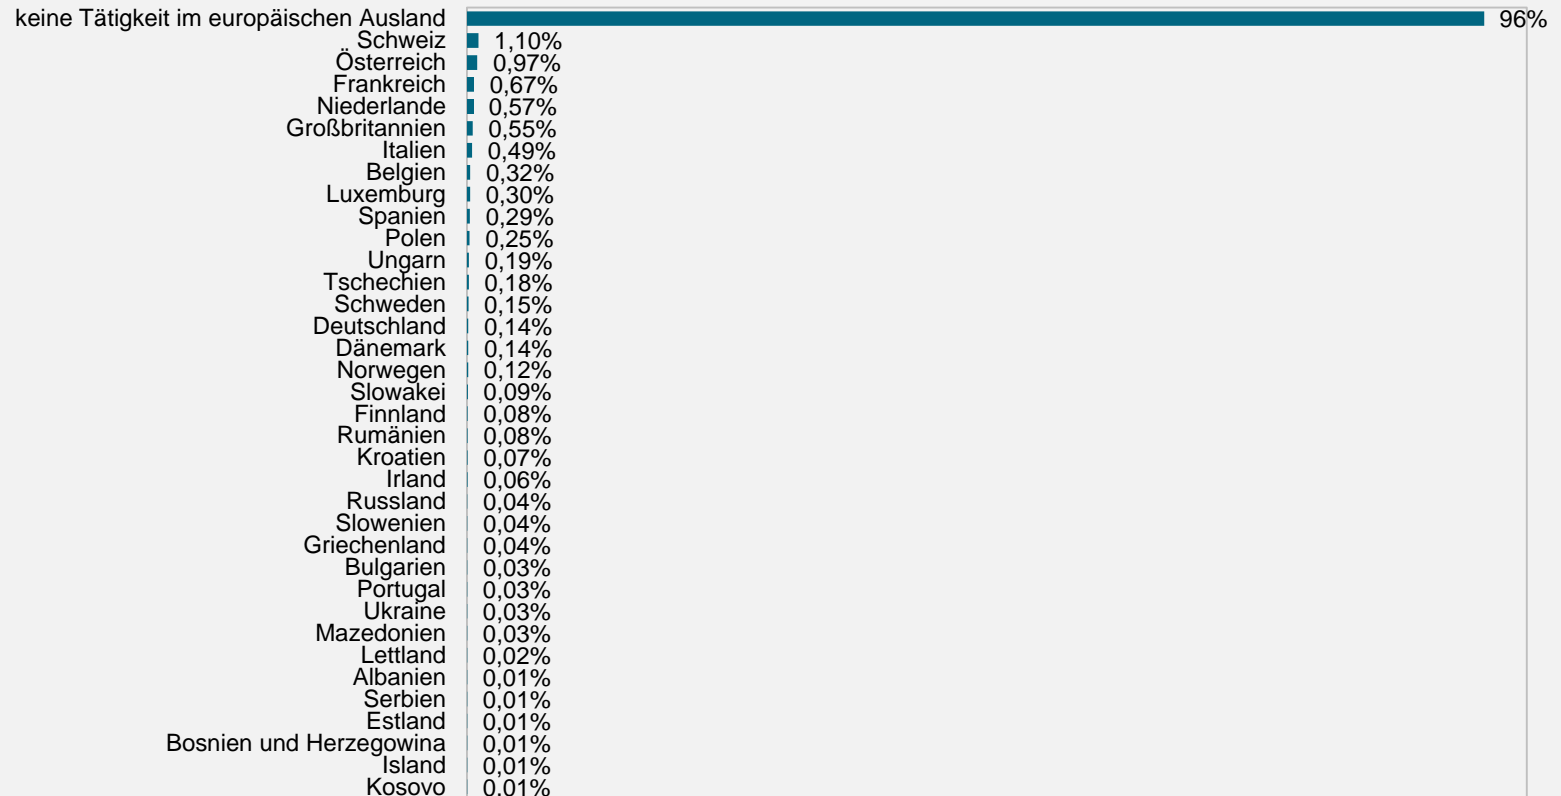 keine Tätigkeit im europäischen Ausland 96%
Schweiz 1,10%
Österreich 0,97%
Frankreich 0,67%
Niederlande 0,57%
Großbritannien 0,55%
Italien 0,49%
Belgien 0,32%
Luxemburg 0,30%
Spanien 0,29%
Polen 0,25%
Ungarn 0,19%
Tschechien 0,18%
Schweden 0,15%
Deutschland 0,14%
Dänemark 0,14%
Norwegen 0,12%
Slowakei 0,09%
Finnland 0,08%
Rumänien 0,08%
Kroatien 0,07%
Irland 0,06%
Russland 0,04%
Slowenien 0,04%
Griechenland 0,04%
Bulgarien 0,03%
Portugal 0,03%
Ukraine 0,03%
Mazedonien 0,03%
Lettland 0,02%
Albanien 0,01%
Serbien 0,01%
Estland 0,01%
Bosnien und Herzegowina 0,01%
Island 0,01%
Kosovo 0,01%